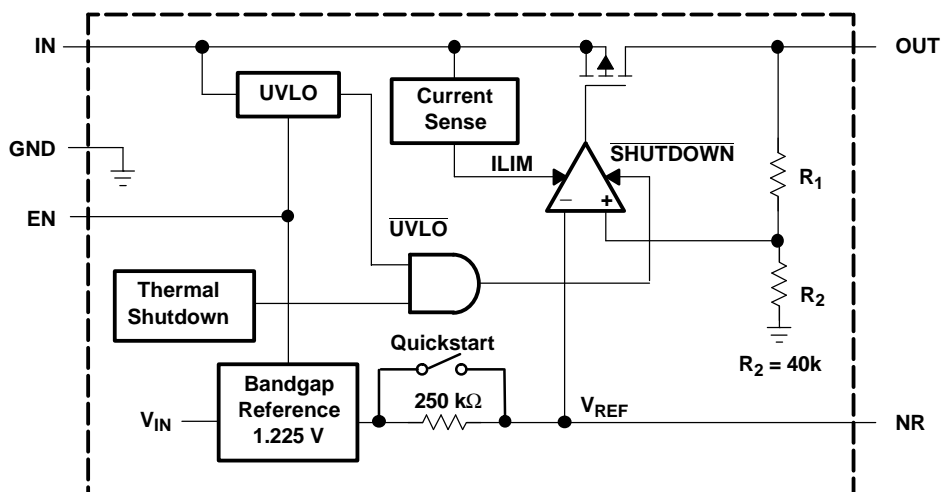 IN
OUT
UVLO
Current
Sense
GND
ILIM
SHUTDOWN
R1
EN
UVLO
− +
Thermal
Shutdown
R2
Quickstart
R2 = 40k
Bandgap
Reference
1.225 V
250 kΩ
VREF
VIN
NR